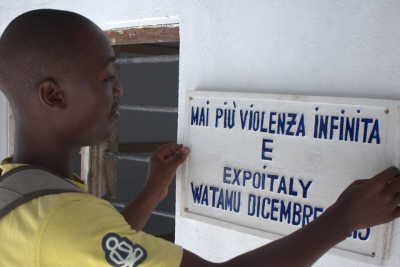 MAI PIÙ VIOLENZA INFINITA
E
EXPOITALY
WATAMU DICEMBRE